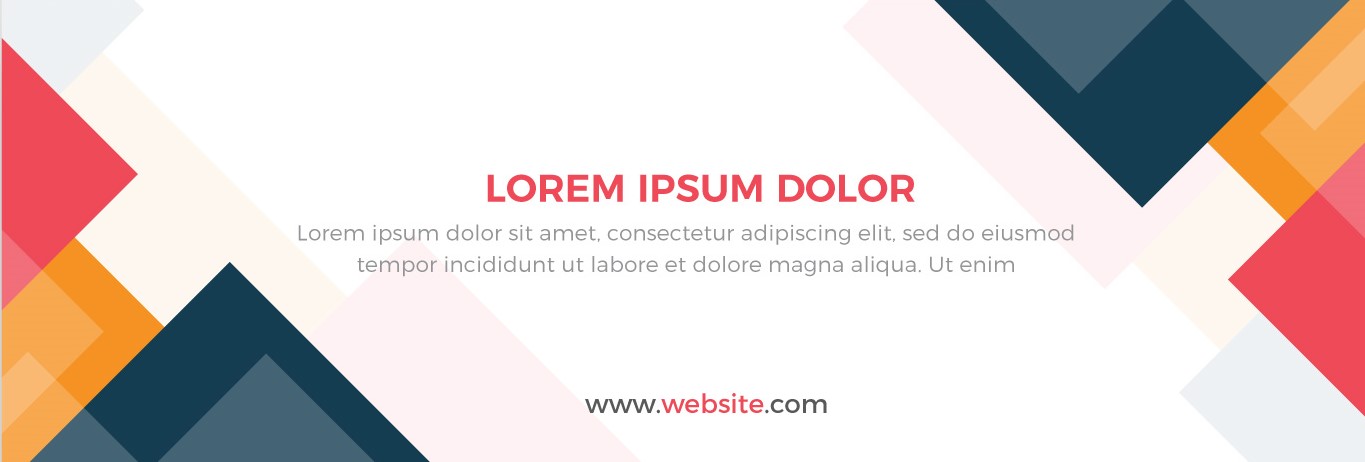 LOREM IPSUM DOLOR
Lorem ipsum dolor sit amet, consectetur adipiscing elit, sed do eiusmod
tempor incididunt ut labore et dolore magna aliqua. Ut enim
www.website.com